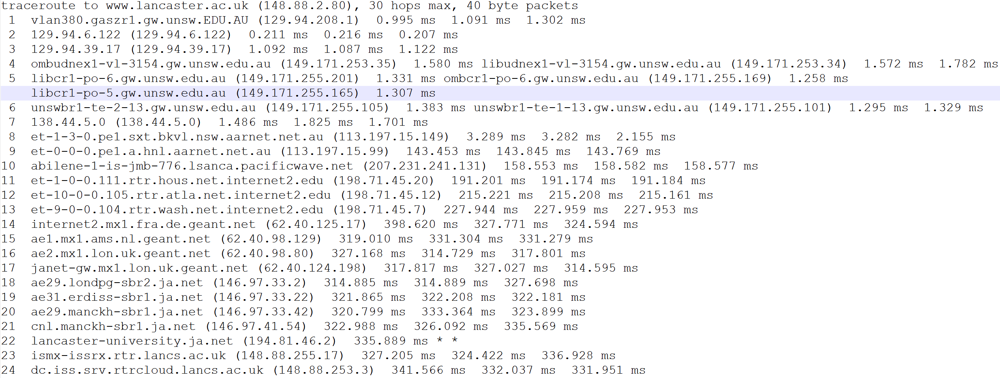 traceroute to www.lancaster.ac.uk (148.88.2.80), 30 hops max, 40 byte packets
 1  vlan380.gaszr1.gw.unsw.EDU.AU (129.94.208.1)  0.995 ms  1.091 ms  1.302 ms
 2  129.94.6.122 (129.94.6.122)  0.211 ms  0.216 ms  0.207 ms
 3  129.94.39.17 (129.94.39.17)  1.092 ms  1.087 ms  1.122 ms
 4  ombudnex1-vl-3154.gw.unsw.edu.au (149.171.253.35)  1.580 ms libudnex1-vl-3154.gw.unsw.edu.au (149.171.253.34)  1.572 ms  1.782 ms
 5  libcr1-po-6.gw.unsw.edu.au (149.171.255.201)  1.331 ms ombcr1-po-6.gw.unsw.edu.au (149.171.255.169)  1.258 ms
    libcr1-po-5.gw.unsw.edu.au (149.171.255.165)  1.307 ms
 6  unswbr1-te-2-13.gw.unsw.edu.au (149.171.255.105)  1.383 ms unswbr1-te-1-13.gw.unsw.edu.au (149.171.255.101)  1.295 ms  1.329 ms
 7  138.44.5.0 (138.44.5.0)  1.486 ms  1.825 ms  1.701 ms
 8  et-1-3-0.pe1.sxt.bkvl.nsw.aarnet.net.au (113.197.15.149)  3.289 ms  3.282 ms  2.155 ms
 9  et-0-0-0.pe1.a.hnl.aarnet.net.au (113.197.15.99)  143.453 ms  143.845 ms  143.769 ms
10  abilene-1-is-jmb-776.lsanca.pacificwave.net (207.231.241.131)  158.553 ms  158.582 ms  158.577 ms
11  et-1-0-0.111.rtr.hous.net.internet2.edu (198.71.45.20)  191.201 ms  191.174 ms  191.184 ms
12  et-10-0-0.105.rtr.atla.net.internet2.edu (198.71.45.12)  215.221 ms  215.208 ms  215.161 ms
13  et-9-0-0.104.rtr.wash.net.internet2.edu (198.71.45.7)  227.944 ms  227.959 ms  227.953 ms
14  internet2.mx1.fra.de.geant.net (62.40.125.17)  398.620 ms  327.771 ms  324.594 ms
15  ae1.mx1.ams.nl.geant.net (62.40.98.129)  319.010 ms  331.304 ms  331.279 ms
16  ae2.mx1.lon.uk.geant.net (62.40.98.80)  327.168 ms  314.729 ms  317.801 ms
17  janet-gw.mx1.lon.uk.geant.net (62.40.124.198)  317.817 ms  327.027 ms  314.595 ms
18  ae29.londpg-sbr2.ja.net (146.97.33.2)  314.885 ms  314.889 ms  327.698 ms
19  ae31.erdiss-sbr1.ja.net (146.97.33.22)  321.865 ms  322.208 ms  322.181 ms
20  ae29.manckh-sbr1.ja.net (146.97.33.42)  320.799 ms  333.364 ms  323.899 ms
21  cnl.manckh-sbr1.ja.net (146.97.41.54)  322.988 ms  326.092 ms  335.569 ms
22  lancaster-university.ja.net (194.81.46.2)  335.889 ms * *
23  ismx-issrx.rtr.lancs.ac.uk (148.88.255.17)  327.205 ms  324.422 ms  336.928 ms
24  dc.iss.srv.rtrcloud.lancs.ac.uk (148.88.253.3)  341.566 ms  332.037 ms  331.951 ms